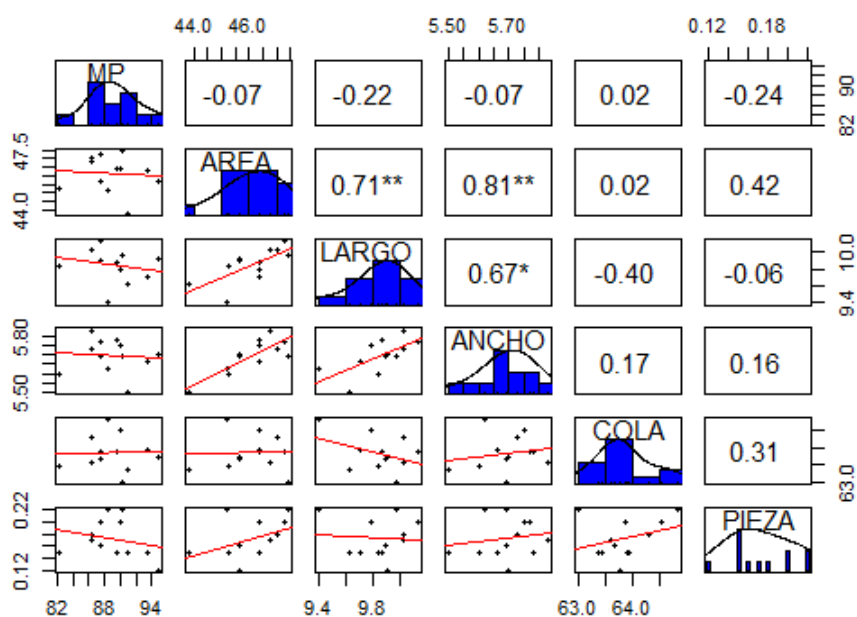 44.0 46.0 5.50 5.70 0.12 0.18
MP -0.07 -0.22 -0.07 0.02 -0.24 82 90
44.0 47.5 AREA 0.71** 0.81** 0.02 0.42
LARGO 0.67* -0.40 -0.06 9.4 10.0
5.50 5.80 ANCHO 0.17 0.16
COLA 0.31 63.0
0.12 0.22 PIEZA
82 88 94 9.4 9.8 63.0 64.0